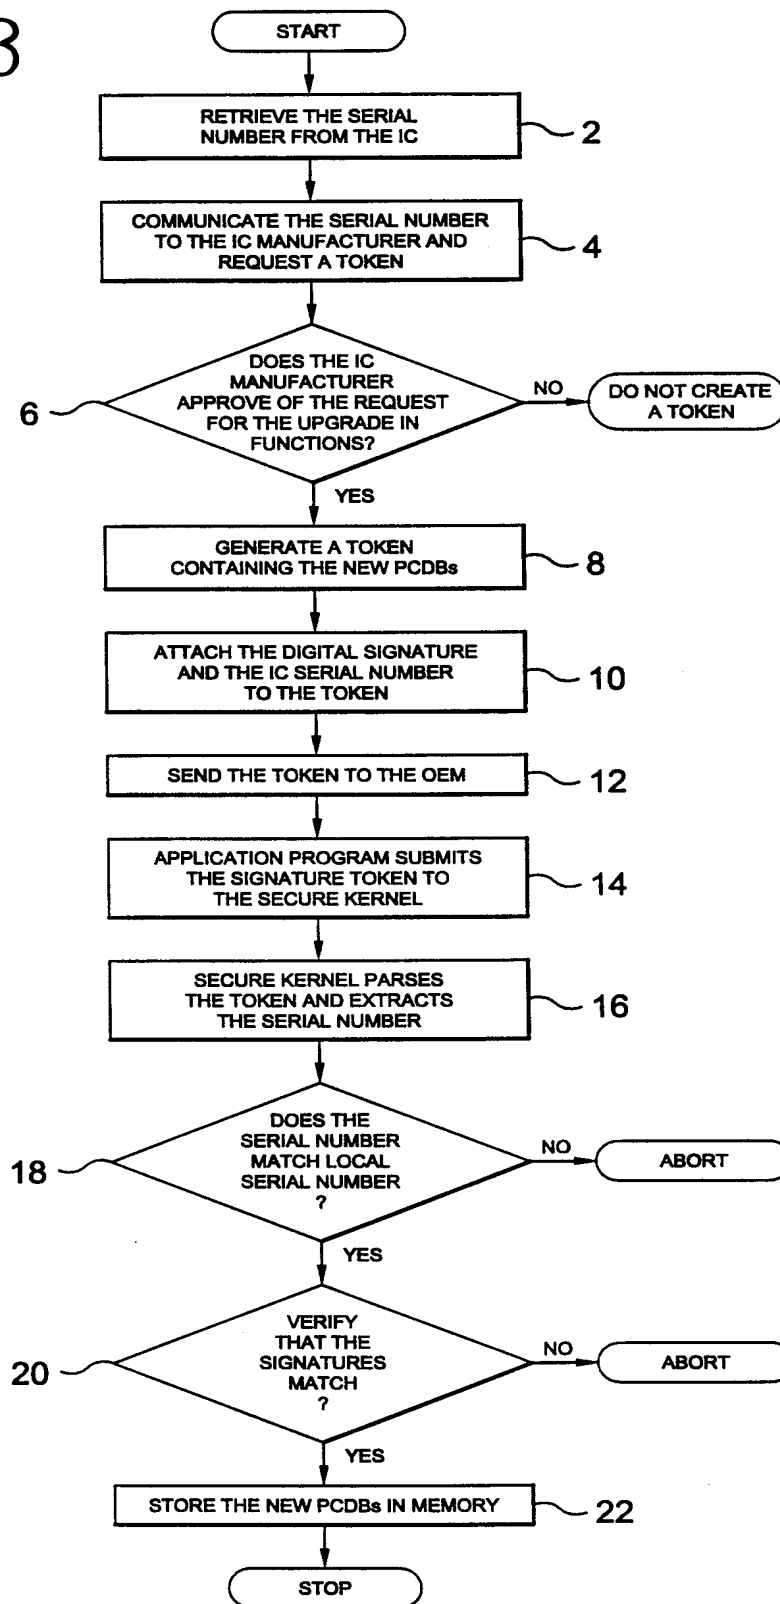 3
START
RETRIEVE THE SERIAL
NUMBER FROM THE IC
2
COMMUNICATE THE SERIAL NUMBER
TO THE IC MANUFACTURER AND
REQUEST A TOKEN
4
DOES THE IC
MANUFACTURER
APPROVE OF THE REQUEST
FOR THE UPGRADE IN
FUNCTIONS?
6
NO
DO NOT CREATE
A TOKEN
YES
GENERATE A TOKEN
CONTAINING THE NEW PCDBs
8
ATTACH THE DIGITAL SIGNATURE
AND THE IC SERIAL NUMBER
TO THE TOKEN
10
SEND THE TOKEN TO THE OEM
12
APPLICATION PROGRAM SUBMITS
THE SIGNATURE TOKEN TO
THE SECURE KERNEL
14
SECURE KERNEL PARSES
THE TOKEN AND EXTRACTS
THE SERIAL NUMBER
16
DOES THE
SERIAL NUMBER
MATCH LOCAL
SERIAL NUMBER
?
18
NO
ABORT
YES
VERIFY
THAT THE
SIGNATURES
MATCH
?
20
NO
ABORT
YES
STORE THE NEW PCDBs IN MEMORY
22
STOP